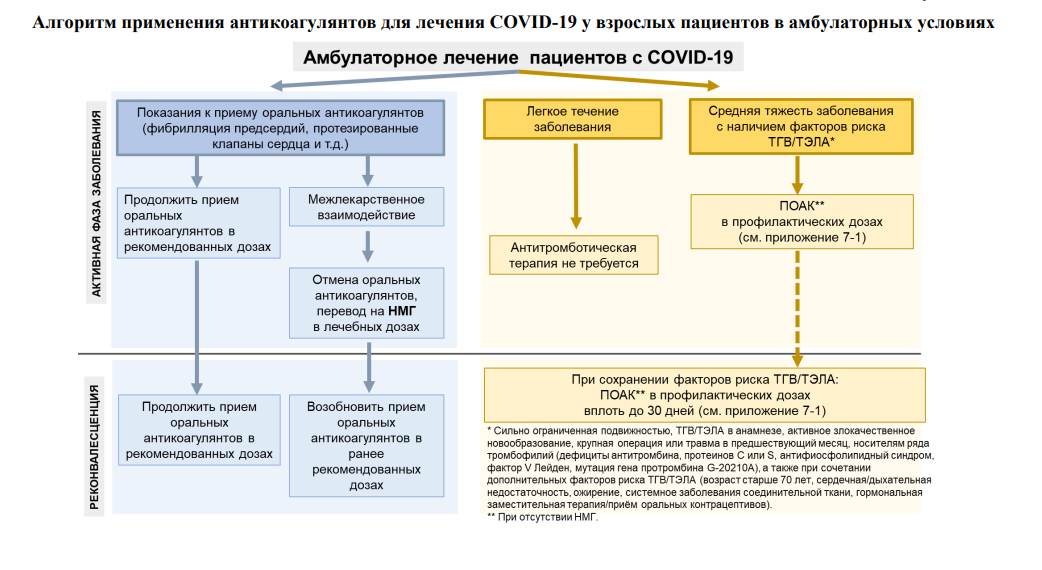 Алгоритм применения антикоагулянтов для лечения COVID-19 у взрослых пациентов в амбулаторных условиях
Амбулаторное лечение пациентов с COVID-19
АКТИВНАЯ ФАЗА ЗАБОЛЕВАНИЯ
Показания к приему оральных антикоагулянтов
(фибрилляция предсердий, протезированные
клапаны сердца и т.д.)
Легкое течение
заболевания
Средняя тяжесть заболевания
с наличием факторов риска
ТГВ/ТЭЛА*
Продолжить прием
оральных
антикоагулянтов в
рекомендованных дозах
Межлекарственное
взаимодействие
Отмена оральных
антикоагулянтов,
перевод на НМГ
в лечебных дозах
Антитромботическая
терапия не требуется
ПОАК**
в профилактических дозах
(см. приложение 7-1)
РЕКОНВАЛЕСЦЕНЦИЯ
Продолжить прием
оральных
антикоагулянтов в
рекомендованных дозах
Возобновить прием
оральных
антикоагулянтов в
ранее
рекомендованных
дозах
При сохранении факторов риска ТГВ/ТЭЛА:
ПОАК** в профилактических дозах
вплоть до 30 дней (см. приложение 7-1)
* Сильно ограниченная подвижностью, ТГВ/ТЭЛА в анамнезе, активное злокачественное
новообразование, крупная операция или травма в предшествующий месяц, носителям ряда
тромбофилий (дефициты антитромбина, протеинов С или S, антифосфолипидный синдром,
фактор V Лейден, мутация гена протромбина G-20210A), а также при сочетании
дополнительных факторов риска ТГВ/ТЭЛА (возраст старше 70 лет, сердечная/дыхательная
недостаточность, ожирение, системное заболевания соединительной ткани, гормональная
заместительная терапия/приём оральных контрацептивов).
** При отсутствии НМГ.